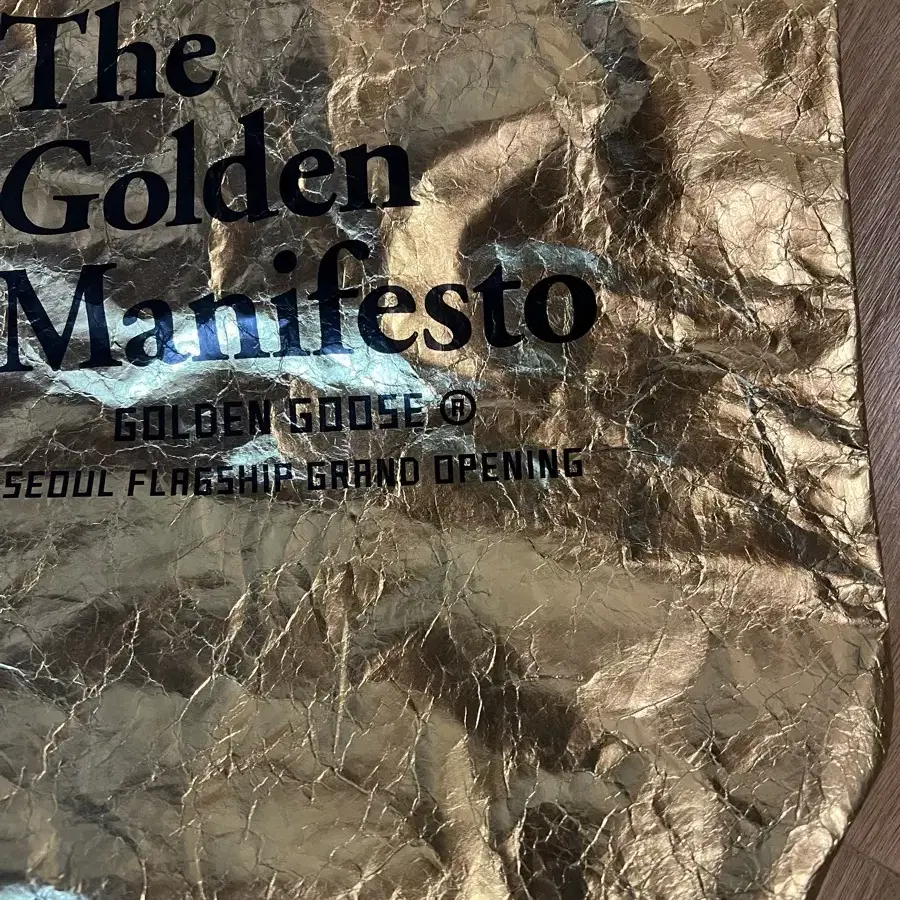 The
Golden
Manifesto
GOLDEN GOOSE ®
SEOUL FLAGSHIP GRAND OPENING